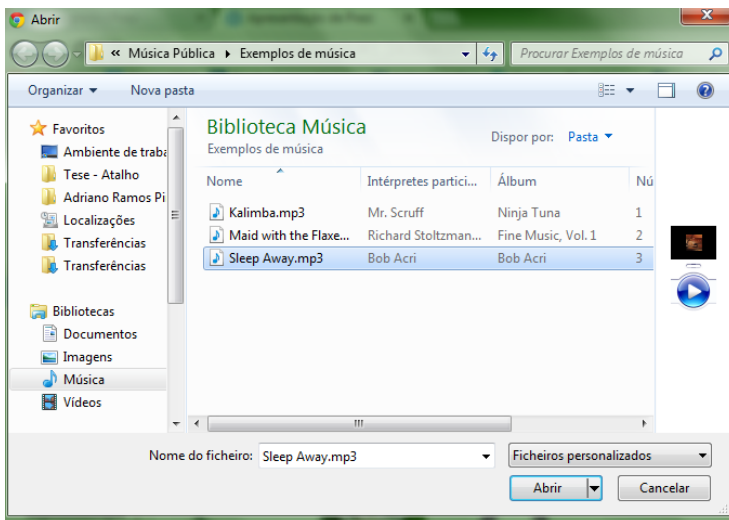 Abrir
« Música Pública ▸ Exemplos de música
Procurar Exemplos de música
Organizar Nova pasta
Favoritos
Ambiente de traba
Tese - Atalho
Adriano Ramos Pi
Localizações
Transferências
Transferências
Bibliotecas
Documentos
Imagens
Música
Vídeos
Biblioteca Música
Exemplos de música
Dispor por: Pasta
Nome Intérpretes partici... Álbum Nú
Kalimba.mp3 Mr. Scruff Ninja Tuna 1
Maid with the Flaxe... Richard Stoltzman... Fine Music, Vol. 1 2
Sleep Away.mp3 Bob Acri Bob Acri 3
Nome do ficheiro: Sleep Away.mp3 Ficheiros personalizados
Abrir Cancelar